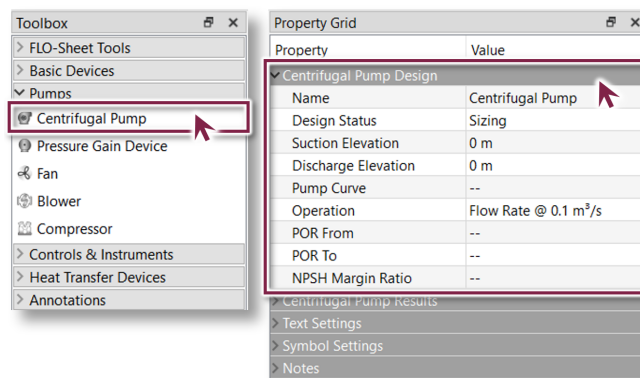 Toolbox
FLO-Sheet Tools
Basic Devices
Pumps
Centrifugal Pump
Pressure Gain Device
Fan
Blower
Compressor
Controls & Instruments
Heat Transfer Devices
Annotations
Property Grid
Property Value
Centrifugal Pump Design
Name Centrifugal Pump
Design Status Sizing
Suction Elevation 0 m
Discharge Elevation 0 m
Pump Curve --
Operation Flow Rate @ 0.1 m³/s
POR From --
POR To --
NPSH Margin Ratio --
Centrifugal Pump Results
Text Settings
Symbol Settings
Notes